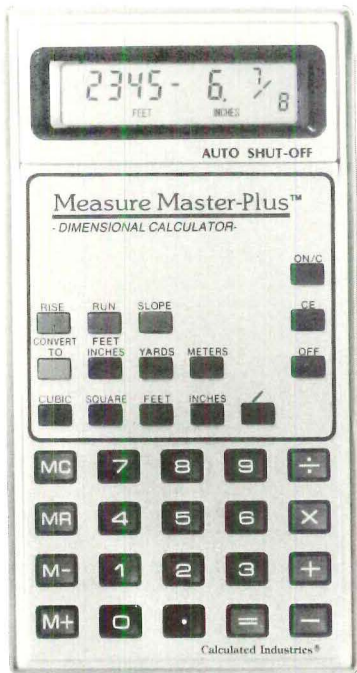 2345- 6. 7/8
FEET INCHES
AUTO SHUT-OFF
Measure Master-Plus™
- DIMENSIONAL CALCULATOR-
ON/C
RISE RUN SLOPE CE
CONVERT TO FEET INCHES YARDS METERS OFF
CUBIC SQUARE FEET INCHES /
MC 7 8 9 ÷
MR 4 5 6 X
M- 1 2 3 +
M+ 0 . = −
Calculated Industries®